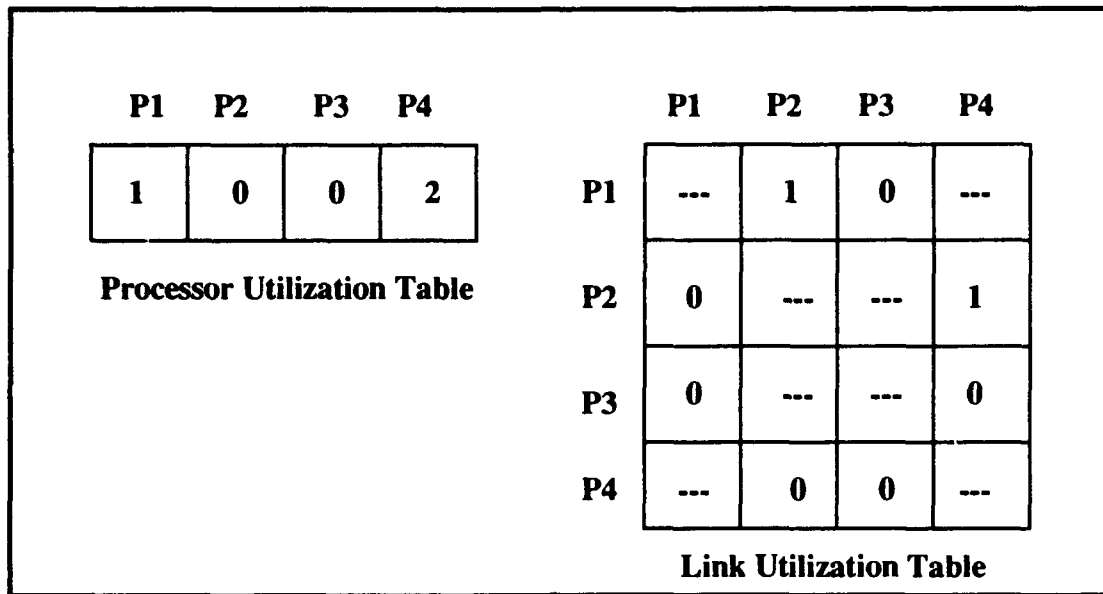 P1 P2 P3 P4
1 0 0 2
Processor Utilization Table
P1 P2 P3 P4
P1 --- 1 0 ---
P2 0 --- --- 1
P3 0 --- --- 0
P4 --- 0 0 ---
Link Utilization Table